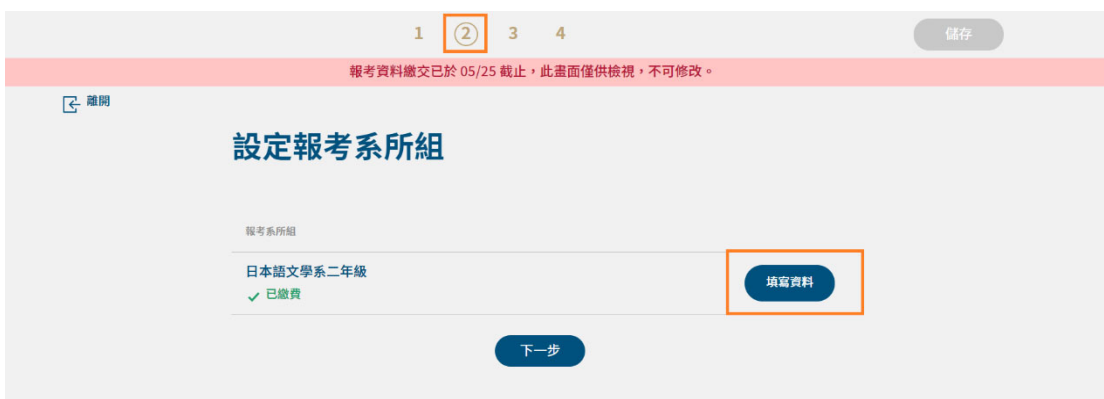 1 ② 3 4 儲存
報考資料繳交已於 05/25 截止，此畫面僅供檢視，不可修改。
離開
設定報考系所組
報考系所組
日本語文學系二年級
已繳費
填寫資料
下一步